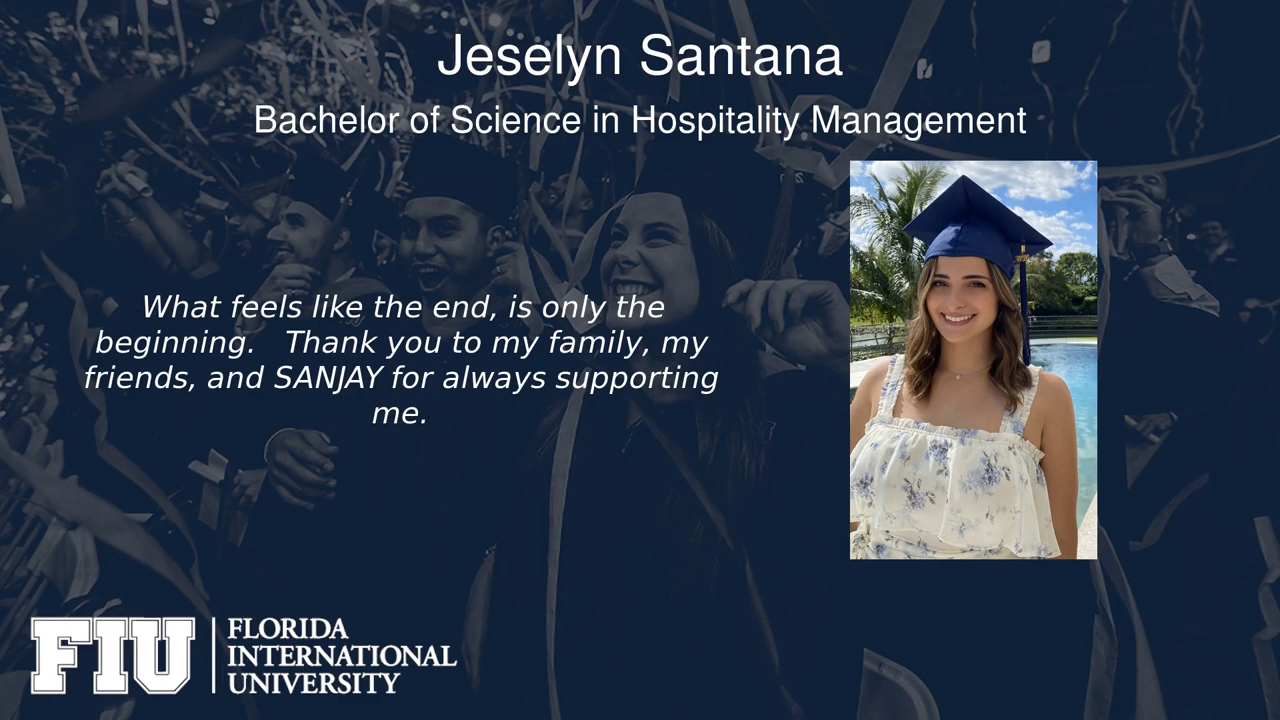 Jeselyn Santana
Bachelor of Science in Hospitality Management
What feels like the end, is only the
beginning.   Thank you to my family, my
friends, and SANJAY for always supporting
me.
FIU
FLORIDA
INTERNATIONAL
UNIVERSITY